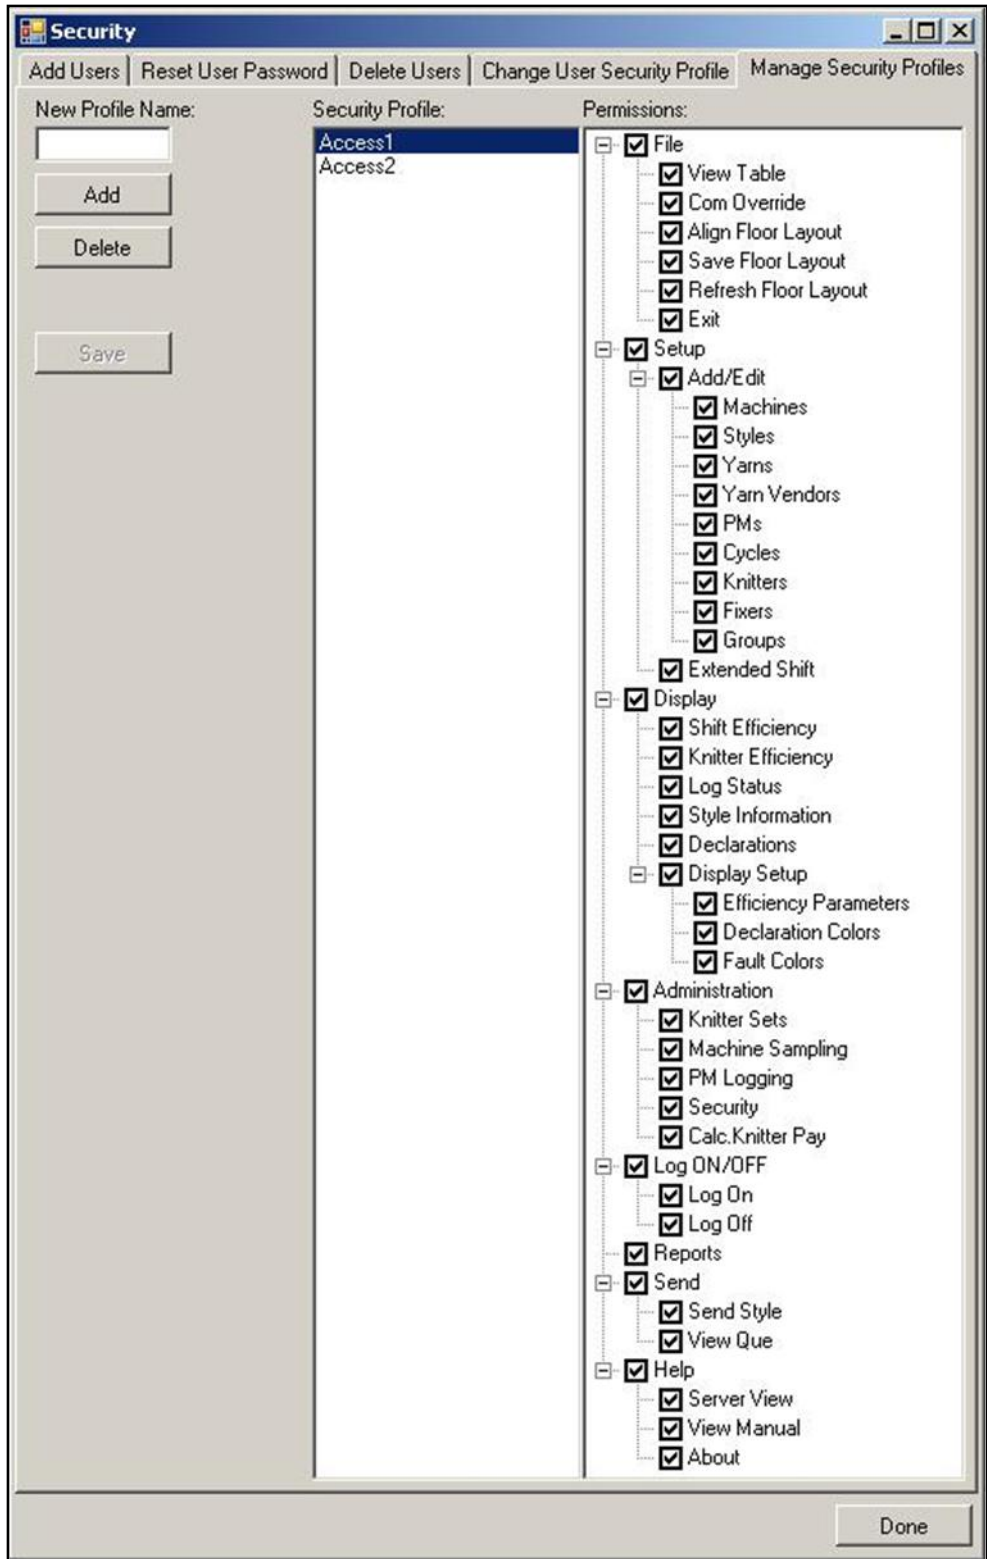 Security
Add Users
Reset User Password
Delete Users
Change User Security Profile
Manage Security Profiles
New Profile Name:
Add
Delete
Save
Security Profile:
Access1
Access2
Permissions:
File
View Table
Com Override
Align Floor Layout
Save Floor Layout
Refresh Floor Layout
Exit
Setup
Add/Edit
Machines
Styles
Yarns
Yarn Vendors
PMs
Cycles
Knitters
Fixers
Groups
Extended Shift
Display
Shift Efficiency
Knitter Efficiency
Log Status
Style Information
Declarations
Display Setup
Efficiency Parameters
Declaration Colors
Fault Colors
Administration
Knitter Sets
Machine Sampling
PM Logging
Security
Calc.Knitter Pay
Log ON/OFF
Log On
Log Off
Reports
Send
Send Style
View Que
Help
Server View
View Manual
About
Done